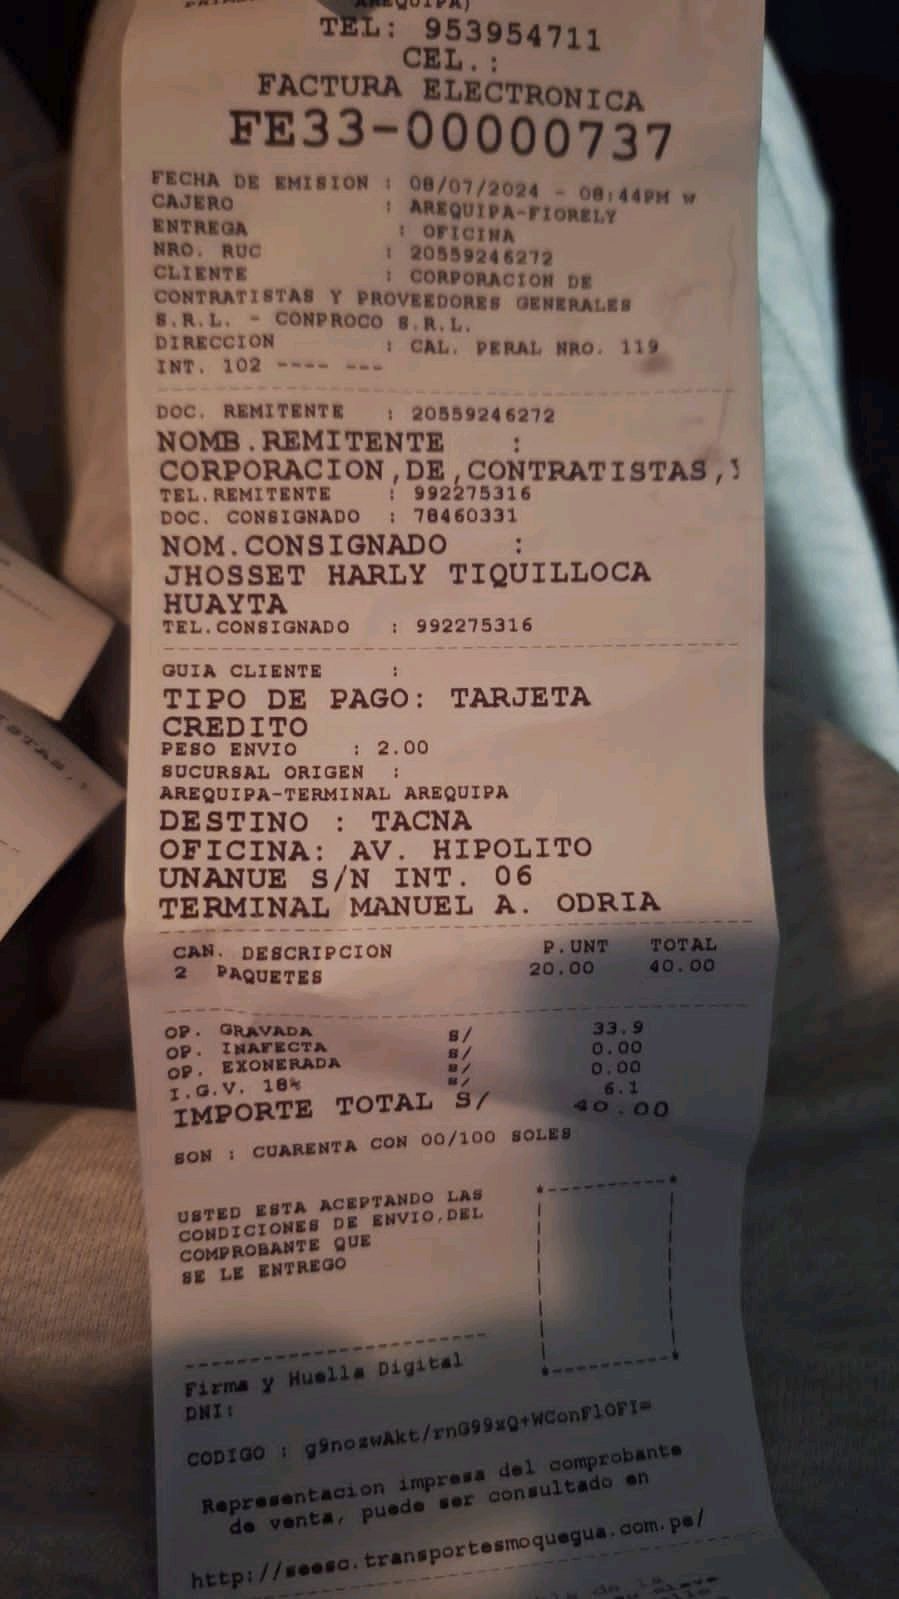 AREQUIPA)
TEL: 953954711
CEL.:
FACTURA ELECTRONICA
FE33-00000737
FECHA DE EMISION : 08/07/2024 - 08:44PM w
CAJERO : AREQUIPA-FIORELY
ENTREGA : OFICINA
NRO. RUC : 20559246272
CLIENTE : CORPORACION DE
CONTRATISTAS Y PROVEEDORES GENERALES
S.R.L. - CONPROCO S.R.L.
DIRECCION : CAL. PERAL NRO. 119
INT. 102 ---- ---
DOC. REMITENTE : 20559246272
NOMB.REMITENTE :
CORPORACION,DE,CONTRATISTAS,
TEL.REMITENTE : 992275316
DOC. CONSIGNADO : 78460331
NOM.CONSIGNADO :
JHOSSET HARLY TIQUILLOCA
HUAYTA
TEL.CONSIGNADO : 992275316
GUIA CLIENTE :
TIPO DE PAGO: TARJETA
CREDITO
PESO ENVIO : 2.00
SUCURSAL ORIGEN :
AREQUIPA-TERMINAL AREQUIPA
DESTINO : TACNA
OFICINA: AV. HIPOLITO
UNANUE S/N INT. 06
TERMINAL MANUEL A. ODRIA
CAN. DESCRIPCION P.UNT TOTAL
2 PAQUETES 20.00 40.00
OP. GRAVADA S/ 33.9
OP. INAFECTA S/ 0.00
OP. EXONERADA S/ 0.00
I.G.V. 18% S/ 6.1
IMPORTE TOTAL S/ 40.00
SON : CUARENTA CON 00/100 SOLES
USTED ESTA ACEPTANDO LAS
CONDICIONES DE ENVIO,DEL
COMPROBANTE QUE
SE LE ENTREGO
Firma y Huella Digital
DNI:
CODIGO : g9nozwAkt/rnG99xQ+WConFlOFI=
Representacion impresa del comprobante
de venta, puede ser consultado en
http://seesc.transportesmoquegua.com.pe/